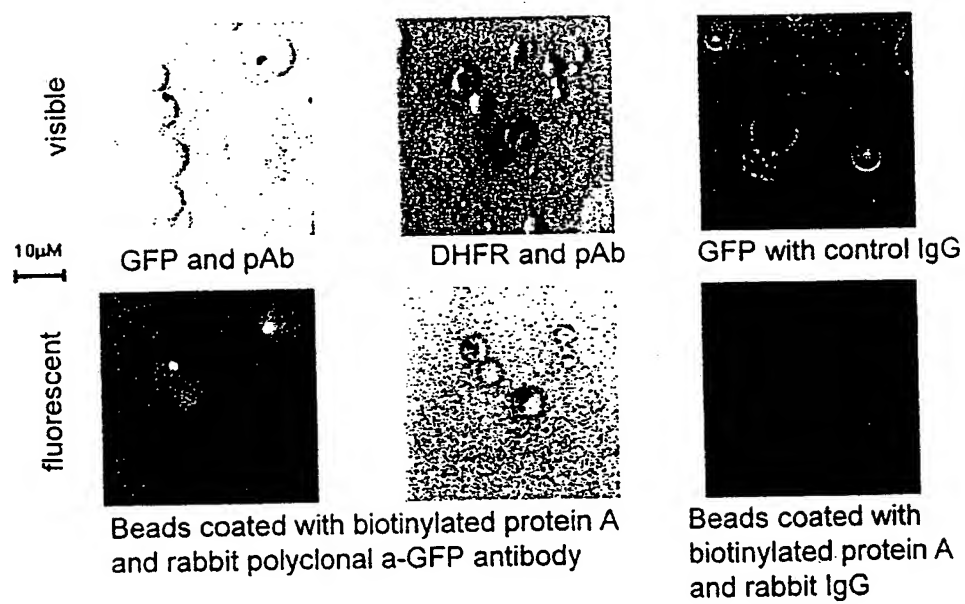 visible
GFP and pAb
DHFR and pAb
GFP with control IgG
10µM
fluorescent
Beads coated with biotinylated protein A
and rabbit polyclonal a-GFP antibody
Beads coated with
biotinylated protein A
and rabbit IgG